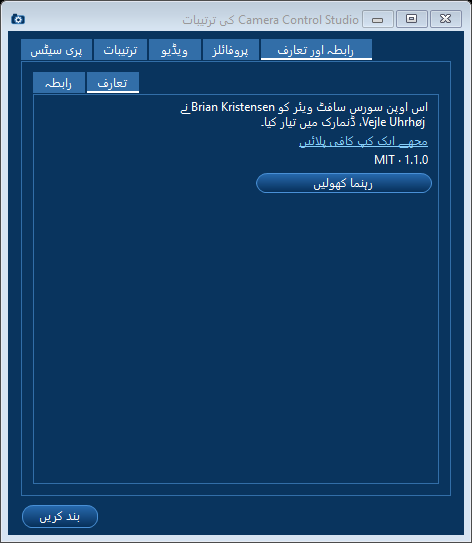 Camera Control Studio کی ترتیبات
رابطہ اور تعارف
پروفائلز
ویڈیو
ترتیبات
پری سیٹس
تعارف
رابطہ
اس اوپن سورس سافٹ ویئر کو Brian Kristensen نے
Vejle Uhrhøj، ڈنمارک میں تیار کیا۔
مجھے ایک کپ کافی پلائیں
MIT · 1.1.0
رہنما کھولیں
بند کریں